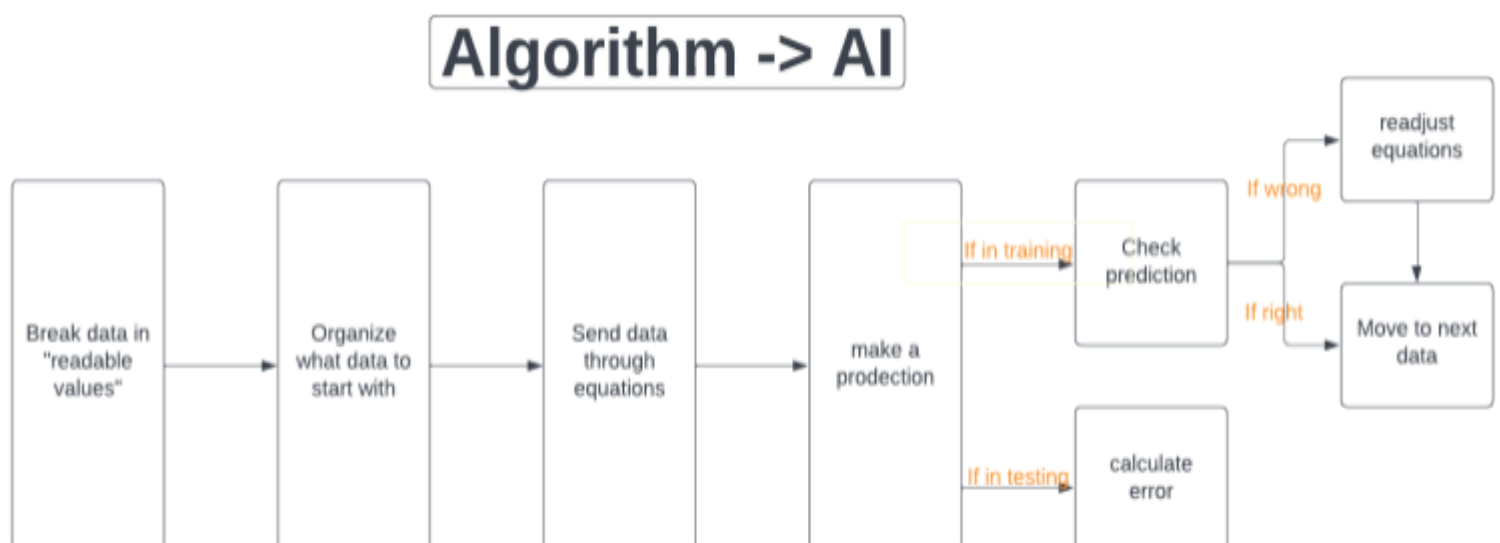 Algorithm -> AI
Break data in
"readable
values"
Organize
what data to
start with
Send data
through
equations
make a
prodection
If in training
Check
prediction
If wrong
readjust
equations
If right
Move to next
data
If in testing
calculate
error